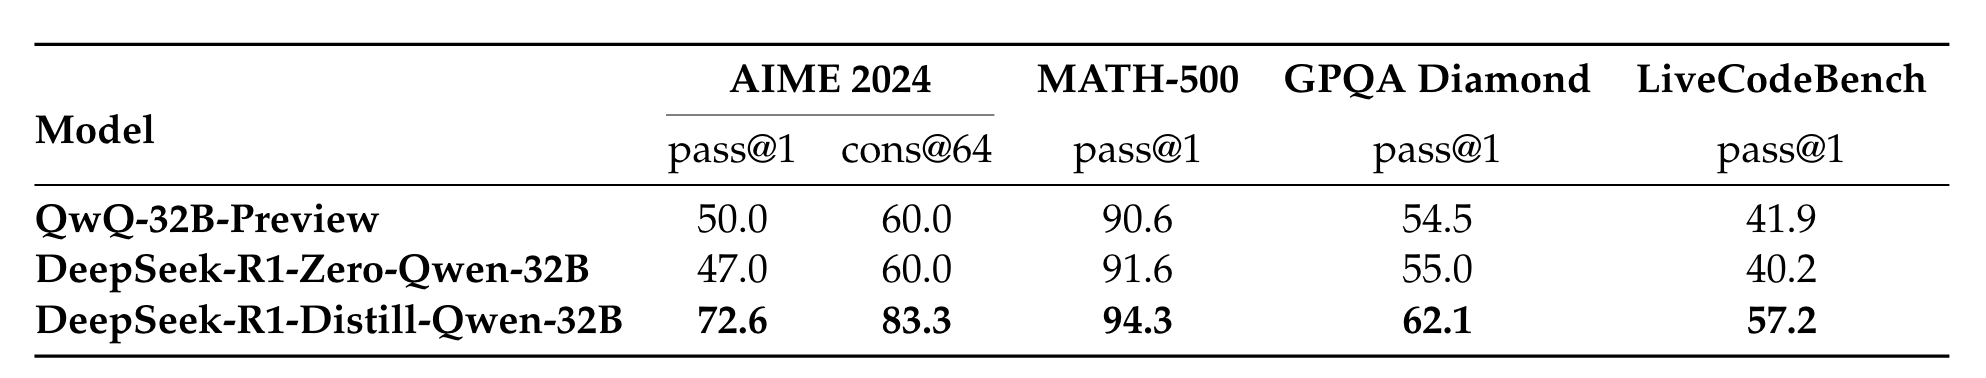 AIME 2024 MATH-500 GPQA Diamond LiveCodeBench
Model
pass@1 cons@64 pass@1 pass@1 pass@1
QwQ-32B-Preview 50.0 60.0 90.6 54.5 41.9
DeepSeek-R1-Zero-Qwen-32B 47.0 60.0 91.6 55.0 40.2
DeepSeek-R1-Distill-Qwen-32B 72.6 83.3 94.3 62.1 57.2